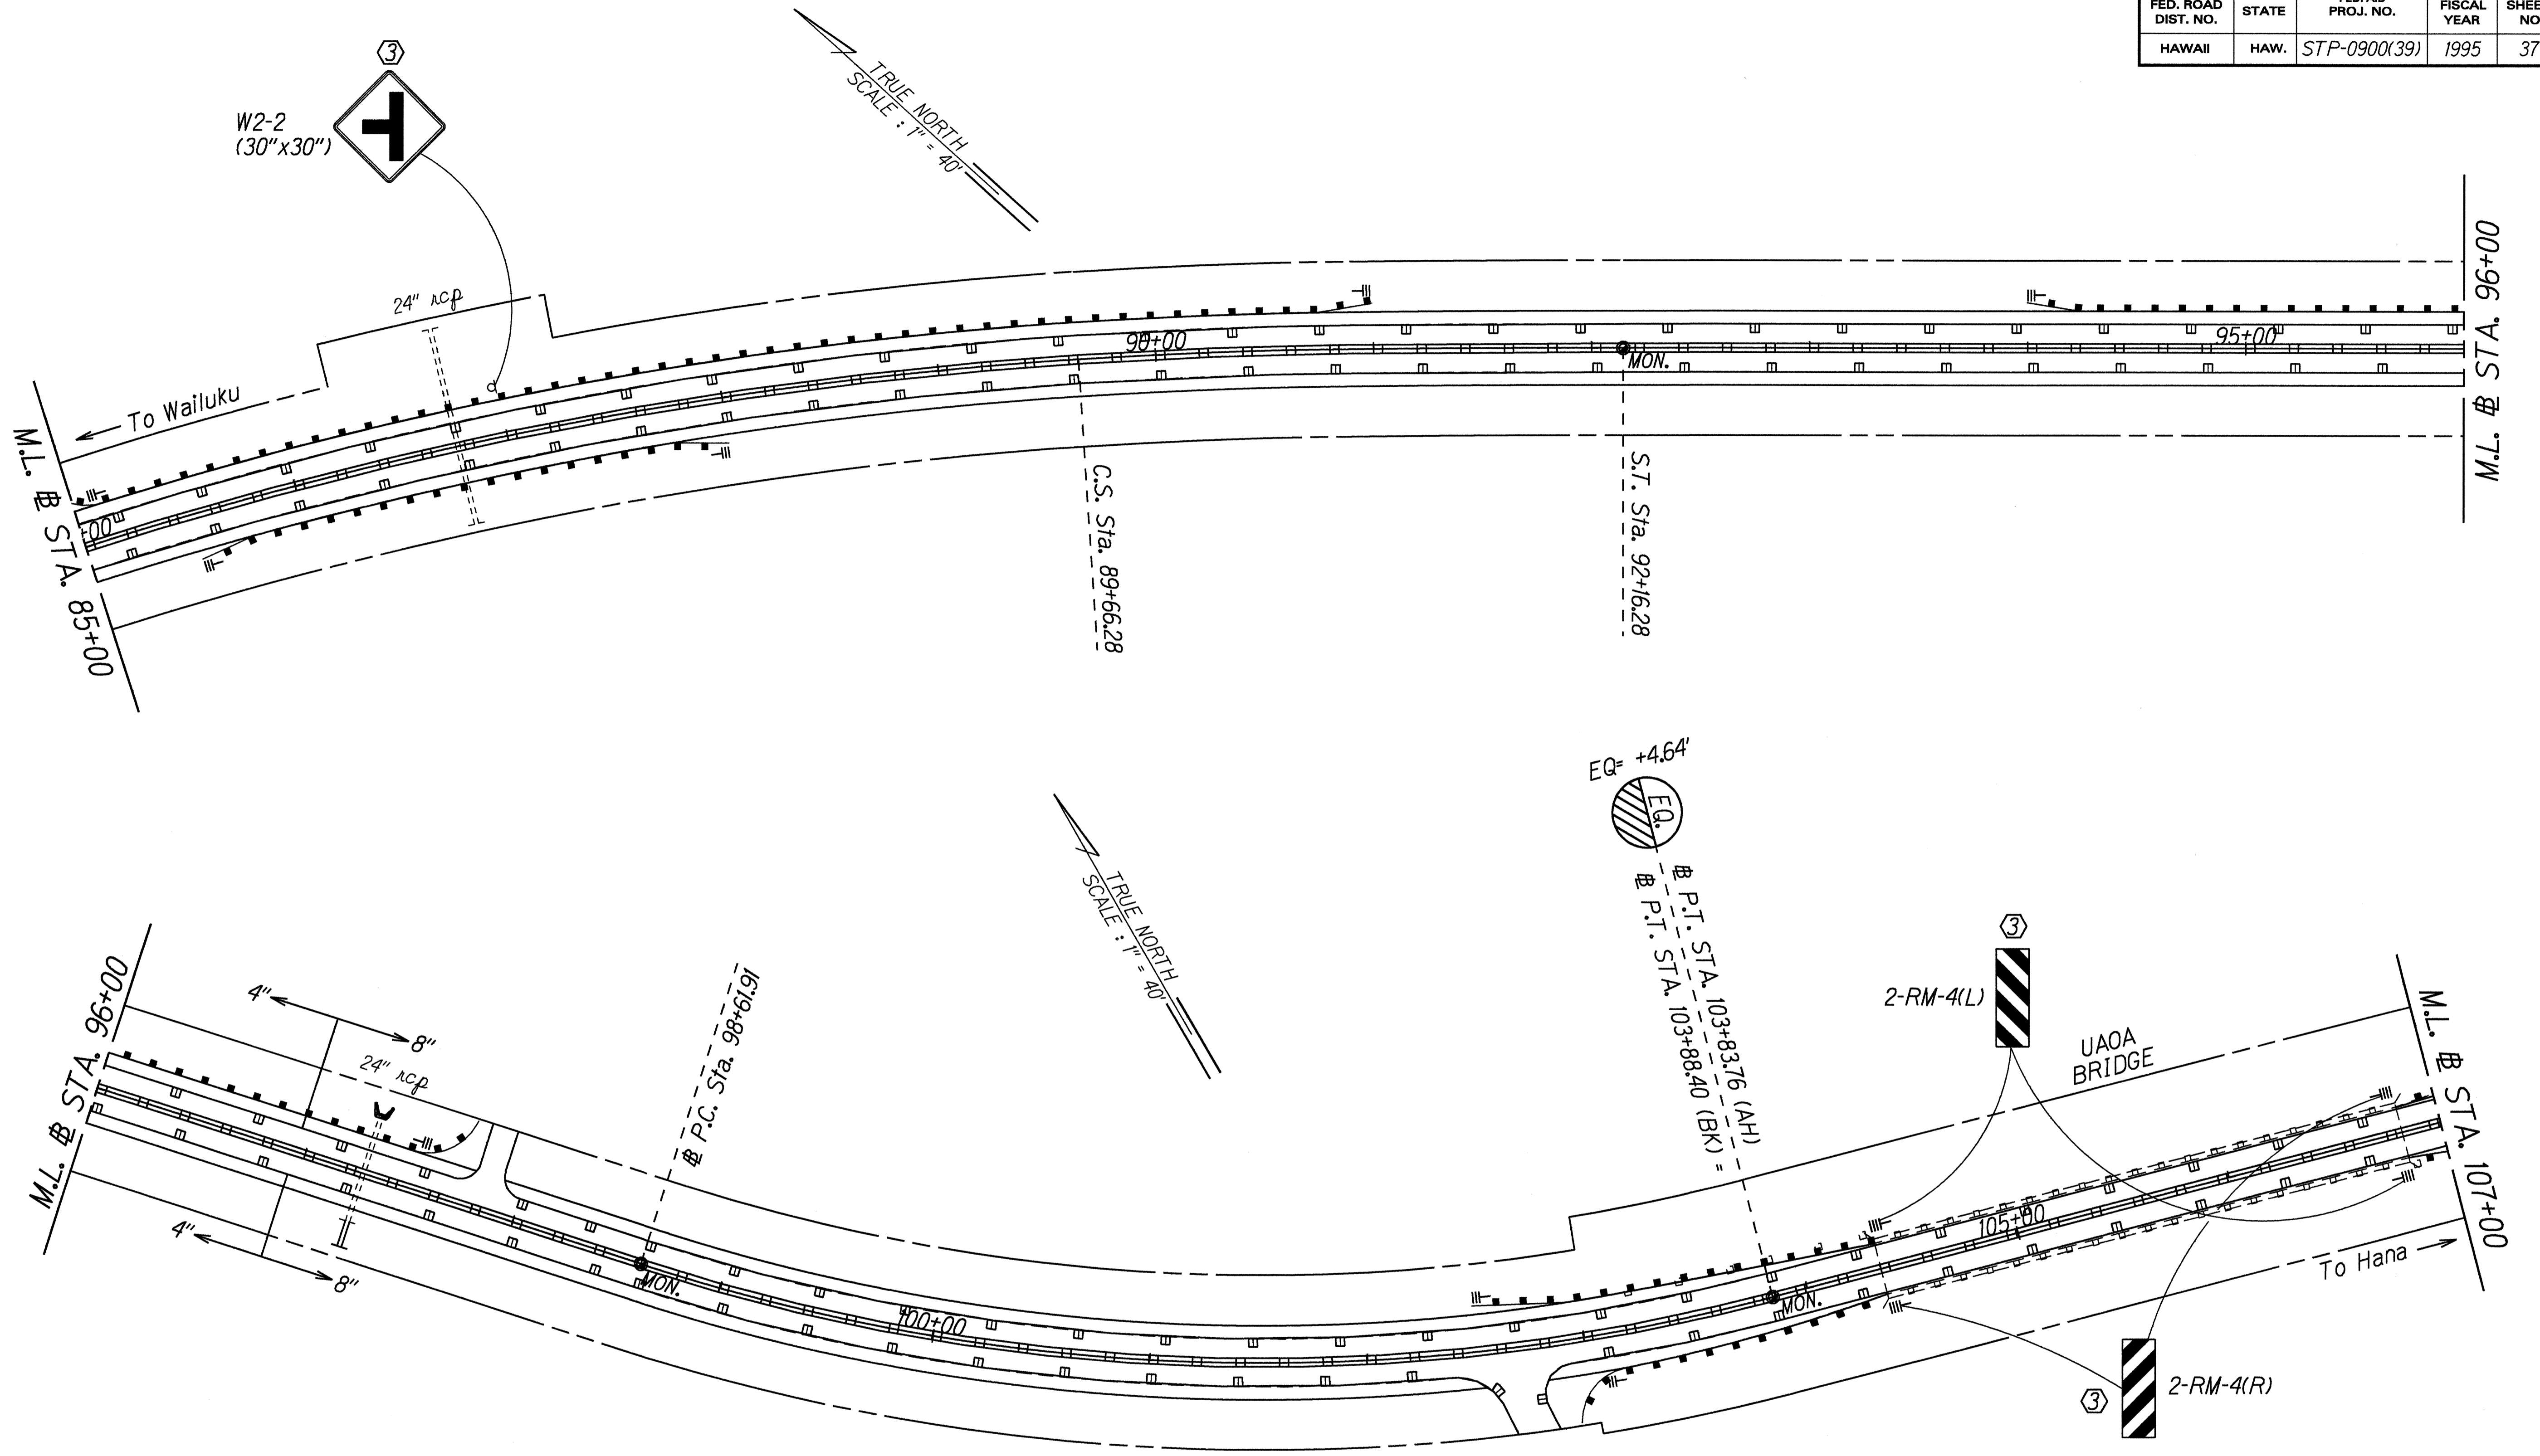 FED. ROAD
DIST. NO.
STATE
PROJ. NO.
FISCAL
YEAR
HAWAII
HAW.
STP-0900(39)
1995
37
3
W2-2
(30"x30")
TRUE NORTH
SCALE : 1" = 40'
24" rcp
To Wailuku
M.L. B STA. 85+00
+00
90+00
MON.
95+00
M.L. B STA. 96+00
C.S. Sta. 89+66.28
S.T. Sta. 92+16.28
EQ= +4.64'
EQ.
B P.T. STA. 103+83.76 (AH)
B P.T. STA. 103+88.40 (BK) =
TRUE NORTH
SCALE : 1" = 40'
3
2-RM-4(L)
UAOA
BRIDGE
M.L. B STA. 96+00
4"
8"
24" rcp
4"
8"
B P.C. Sta. 98+61.91
MON.
100+00
MON.
105+00
To Hana
M.L. B STA. 107+00
3
2-RM-4(R)